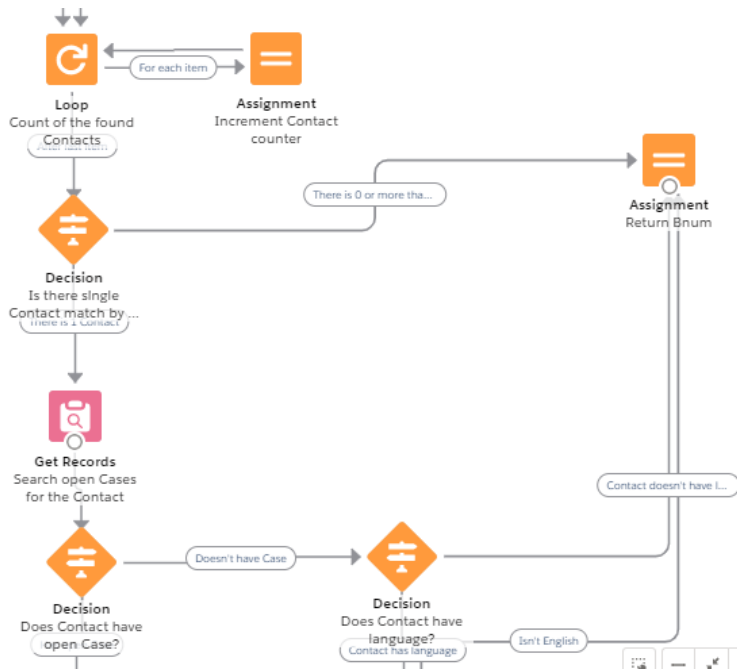 For each item
Loop
Count of the found
Contacts
After last item
Assignment
Increment Contact
counter
There is 0 or more tha...
Assignment
Return Bnum
Decision
Is there single
Contact match by ...
There is 1 Contact
Get Records
Search open Cases
for the Contact
Contact doesn't have l...
Doesn't have Case
Decision
Does Contact have
open Case?
Decision
Does Contact have
language?
Contact has language
Isn't English